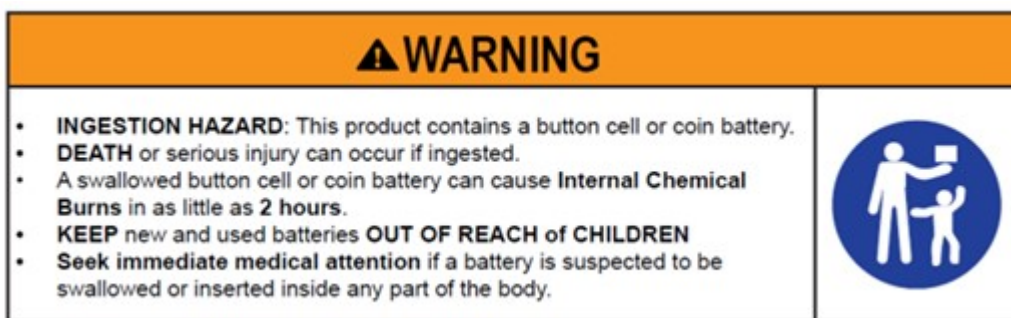 ⚠WARNING
• INGESTION HAZARD: This product contains a button cell or coin battery.
• DEATH or serious injury can occur if ingested.
• A swallowed button cell or coin battery can cause Internal Chemical
Burns in as little as 2 hours.
• KEEP new and used batteries OUT OF REACH of CHILDREN
• Seek immediate medical attention if a battery is suspected to be
swallowed or inserted inside any part of the body.